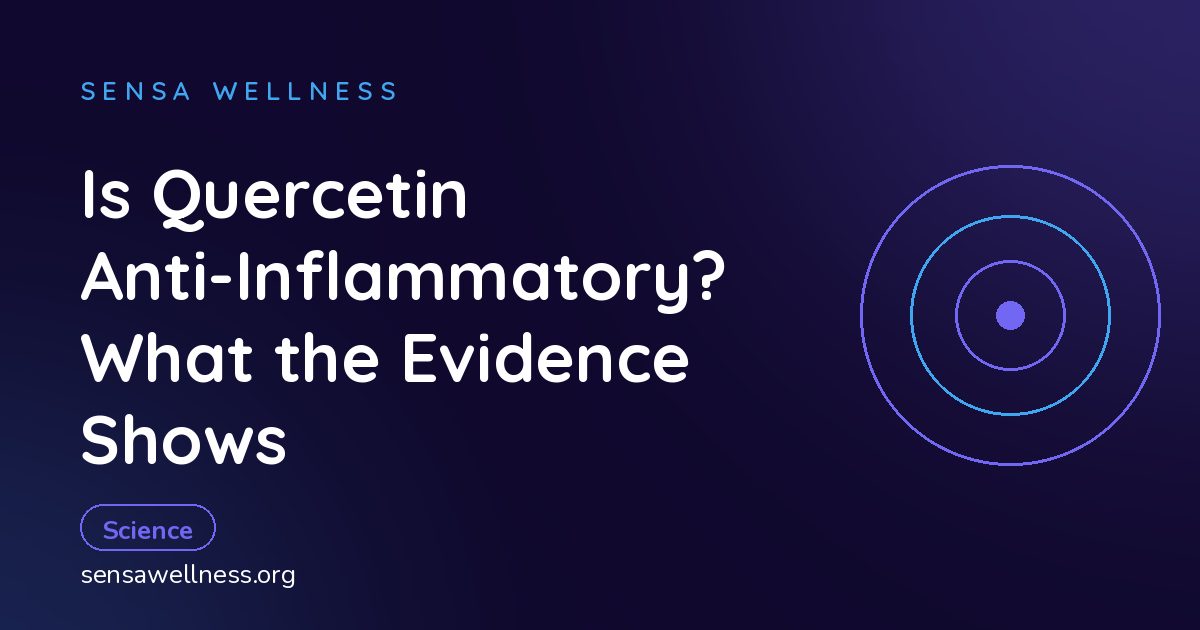 SENSA WELLNESS
Is Quercetin
Anti-Inflammatory?
What the Evidence
Shows
Science
sensawellness.org